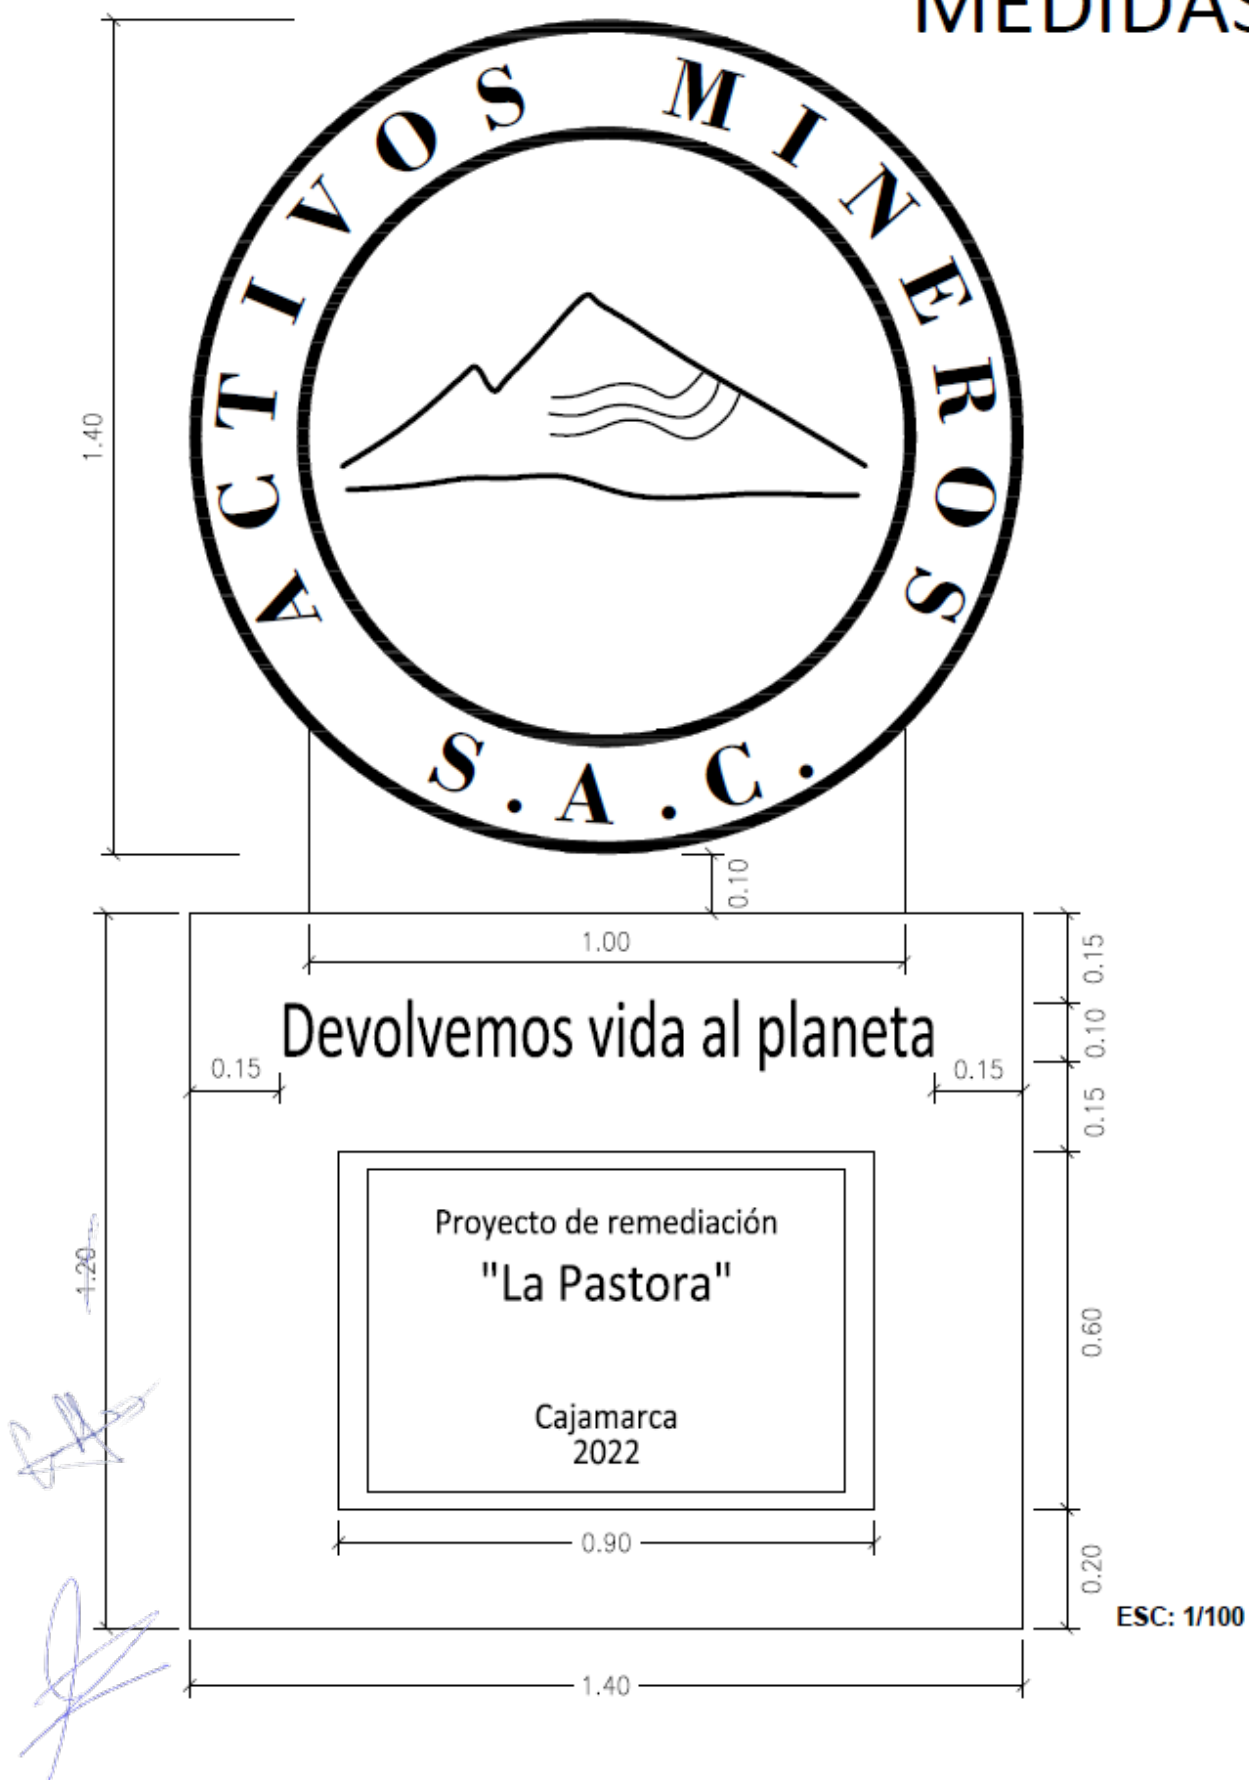 MEDIDAS
ACTIVOS MINEROS
S.A.C.
1.40
0.10
1.00
0.15
Devolvemos vida al planeta
0.10
0.15
0.15
0.15
1.20
Proyecto de remediación
"La Pastora"
0.60
Cajamarca
2022
0.90
0.20
ESC: 1/100
1.40